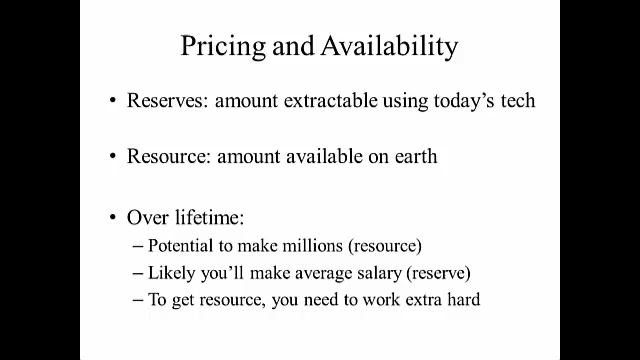 Pricing and Availability
• Reserves: amount extractable using today's tech
• Resource: amount available on earth
• Over lifetime:
– Potential to make millions (resource)
– Likely you'll make average salary (reserve)
– To get resource, you need to work extra hard